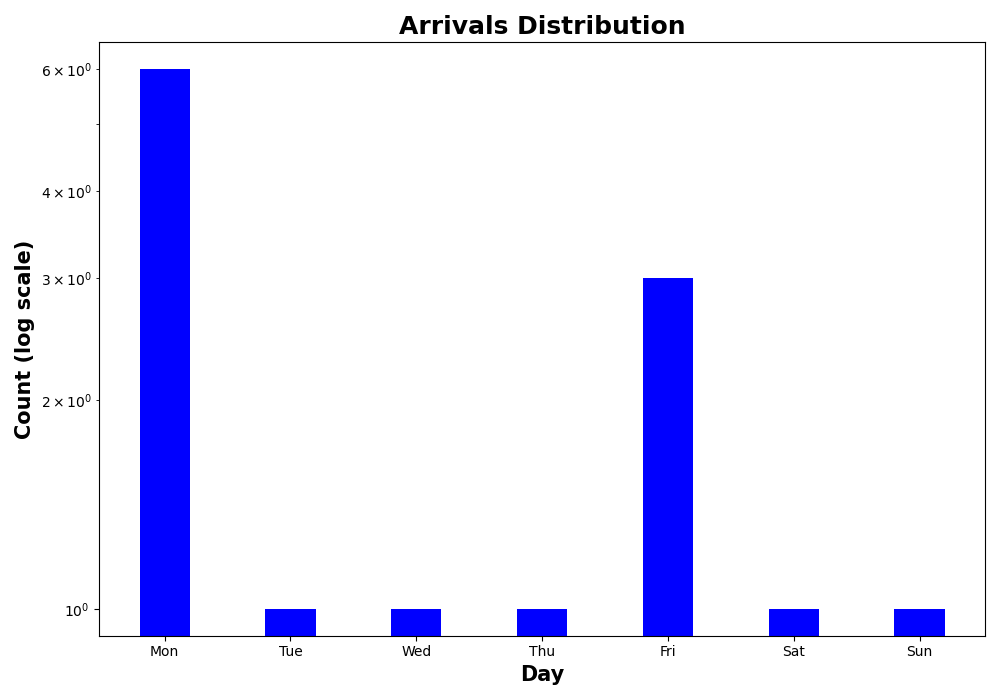 Arrivals Distribution
Count (log scale)
6 × 10⁰
4 × 10⁰
3 × 10⁰
2 × 10⁰
10⁰
Mon Tue Wed Thu Fri Sat Sun
Day